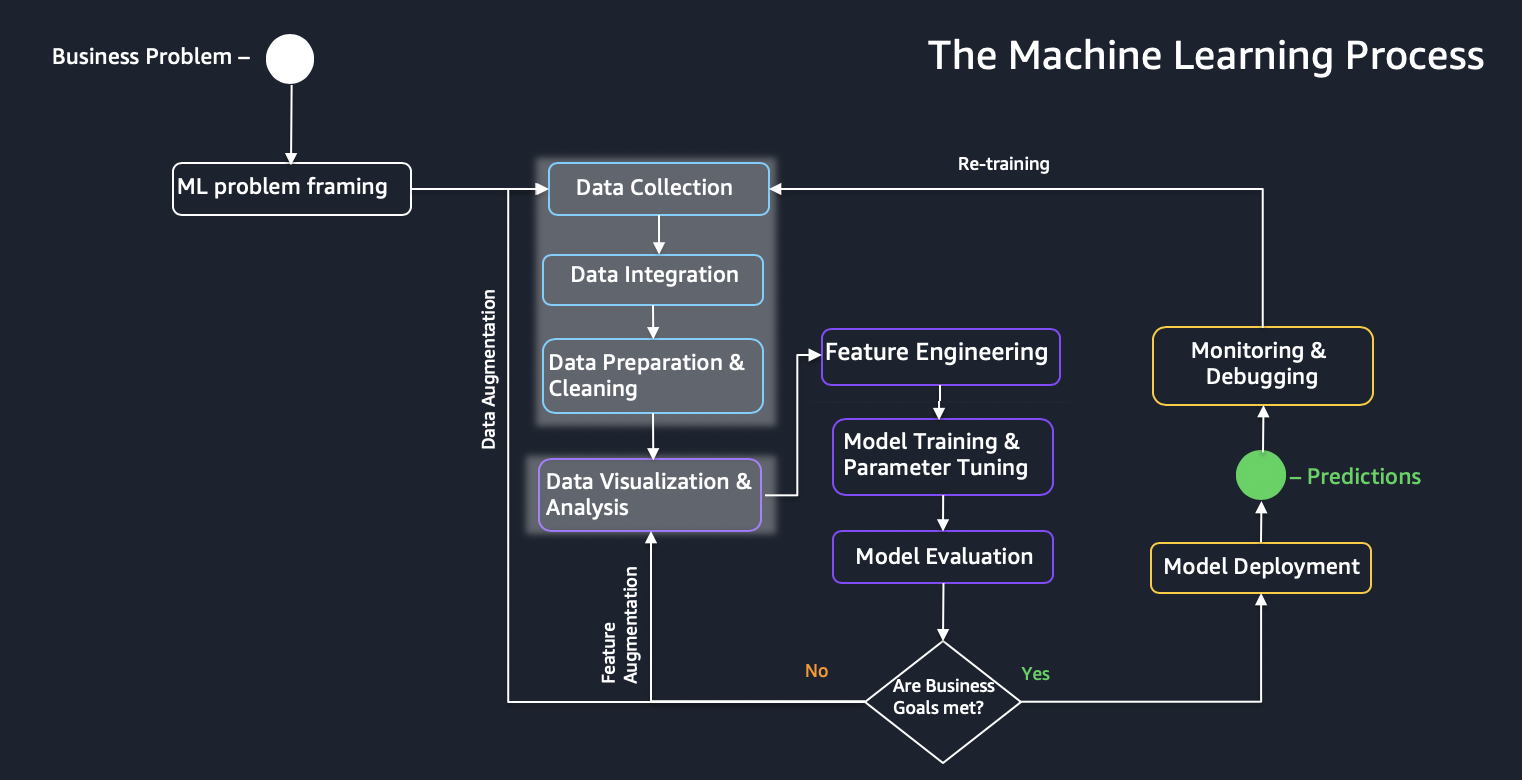 Business Problem –
The Machine Learning Process
ML problem framing
Data Collection
Re-training
Data Integration
Data Augmentation
Data Preparation &
Cleaning
Feature Engineering
Monitoring &
Debugging
Data Visualization &
Analysis
Model Training &
Parameter Tuning
– Predictions
Model Evaluation
Model Deployment
Feature
Augmentation
No
Are Business
Goals met?
Yes